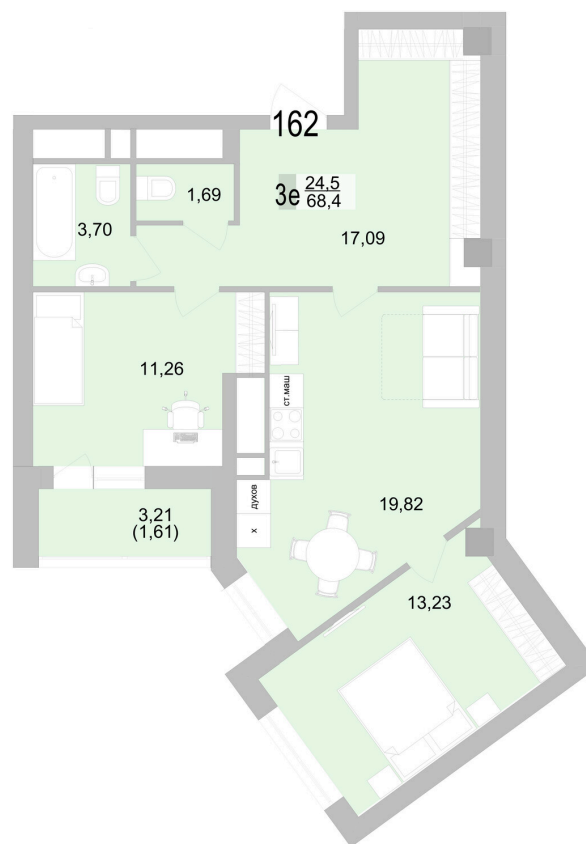 162
3е 24.5
68,4
1,69
3,70
17,09
11,26
ст.маш
3,21
(1,61)
духов
х
19,82
13,23